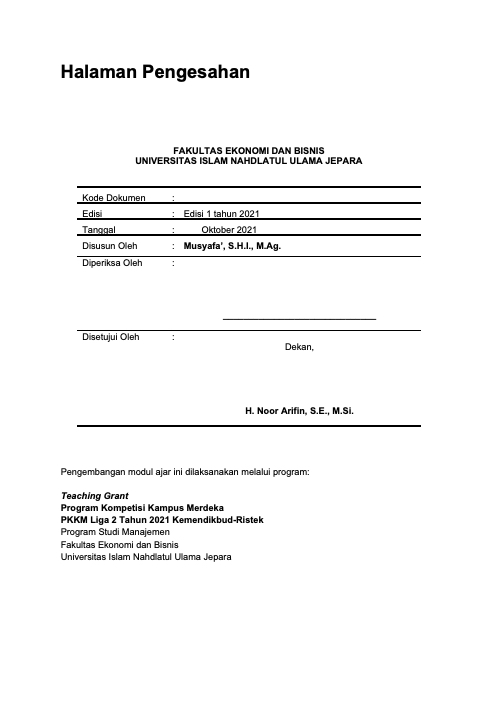 Halaman Pengesahan
FAKULTAS EKONOMI DAN BISNIS
UNIVERSITAS ISLAM NAHDLATUL ULAMA JEPARA
Kode Dokumen :
Edisi : Edisi 1 tahun 2021
Tanggal : Oktober 2021
Disusun Oleh : Musyafa', S.H.I., M.Ag.
Diperiksa Oleh :
Disetujui Oleh :
Dekan,
H. Noor Arifin, S.E., M.Si.
Pengembangan modul ajar ini dilaksanakan melalui program:
Teaching Grant
Program Kompetisi Kampus Merdeka
PKKM Liga 2 Tahun 2021 Kemendikbud-Ristek
Program Studi Manajemen
Fakultas Ekonomi dan Bisnis
Universitas Islam Nahdlatul Ulama Jepara